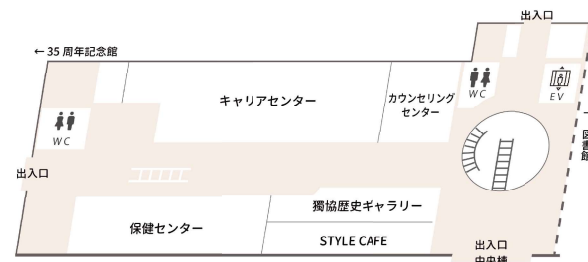 出入口
← 35 周年記念館
キャリアセンター
カウンセリング
センター
WC
EV
図書館
WC
出入口
獨協歴史ギャラリー
保健センター
STYLE CAFE
出入口
中央棟